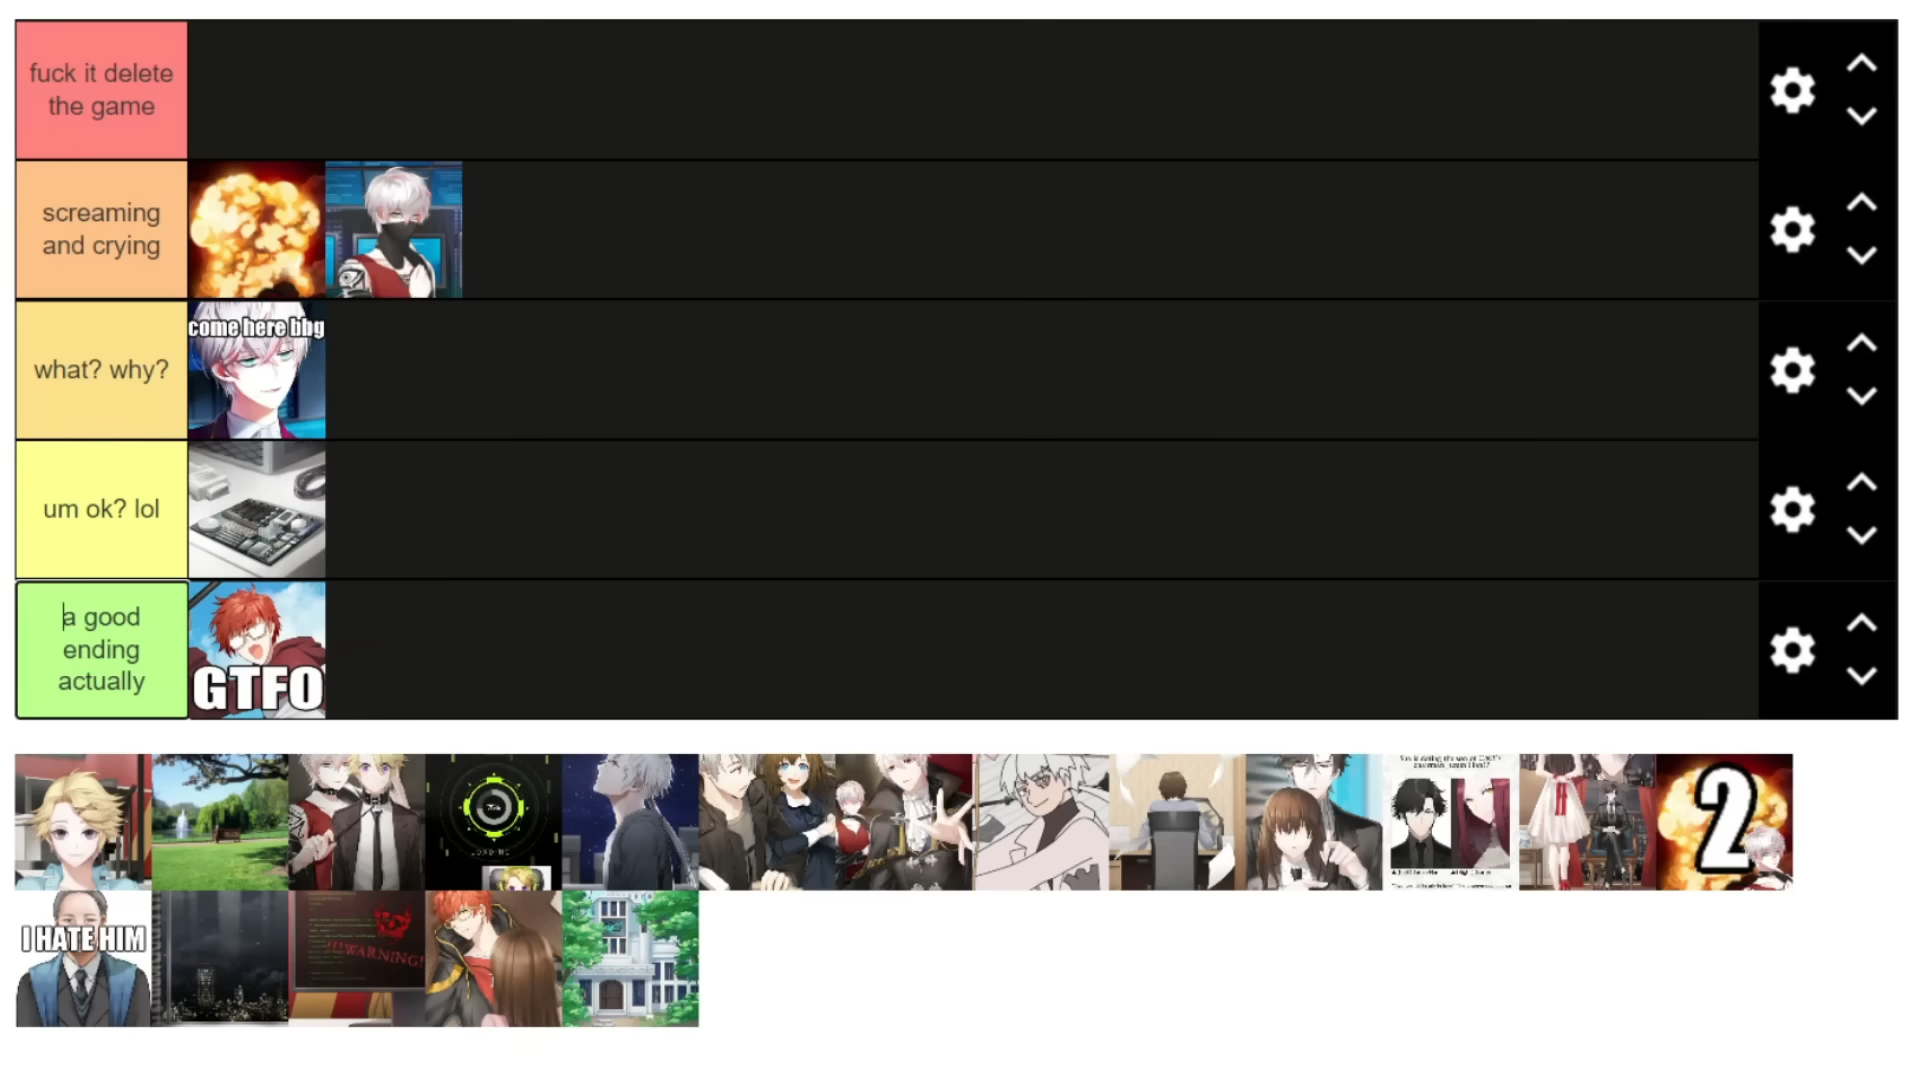 fuck it delete
the game
screaming
and crying
come here bbg
what? why?
um ok? lol
a good
ending
actually
GTFO
2
I HATE HIM
!!!WARNING!